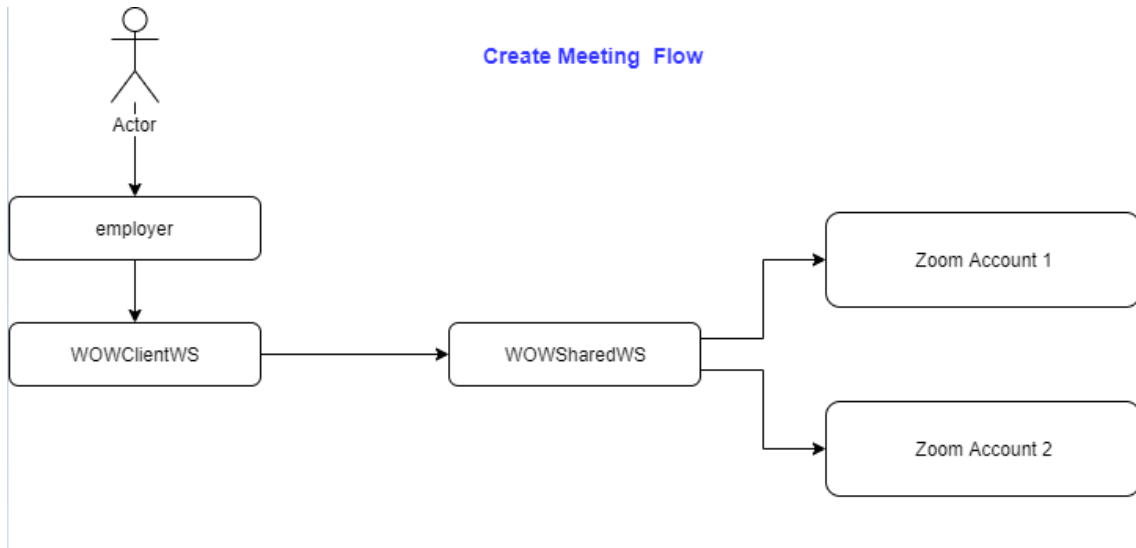 Create Meeting Flow
Actor
employer
WOWClientWS
WOWSharedWS
Zoom Account 1
Zoom Account 2